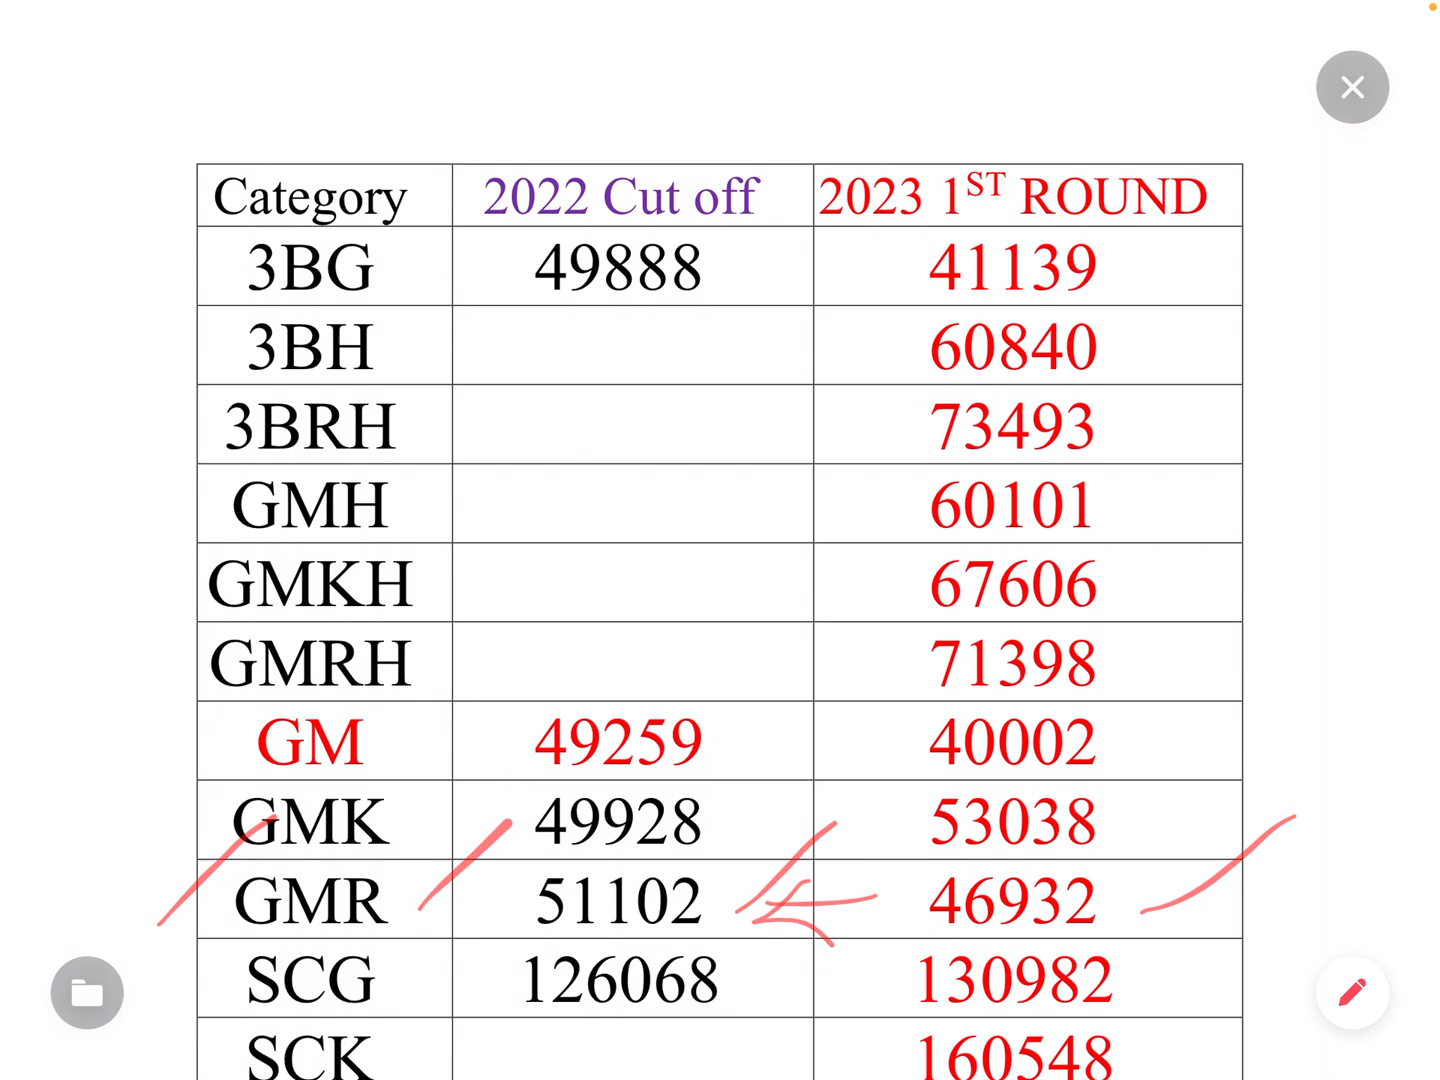 Category 2022 Cut off 2023 1ST ROUND
3BG 49888 41139
3BH 60840
3BRH 73493
GMH 60101
GMKH 67606
GMRH 71398
GM 49259 40002
GMK 49928 53038
GMR 51102 46932
SCG 126068 130982
SCK 160548